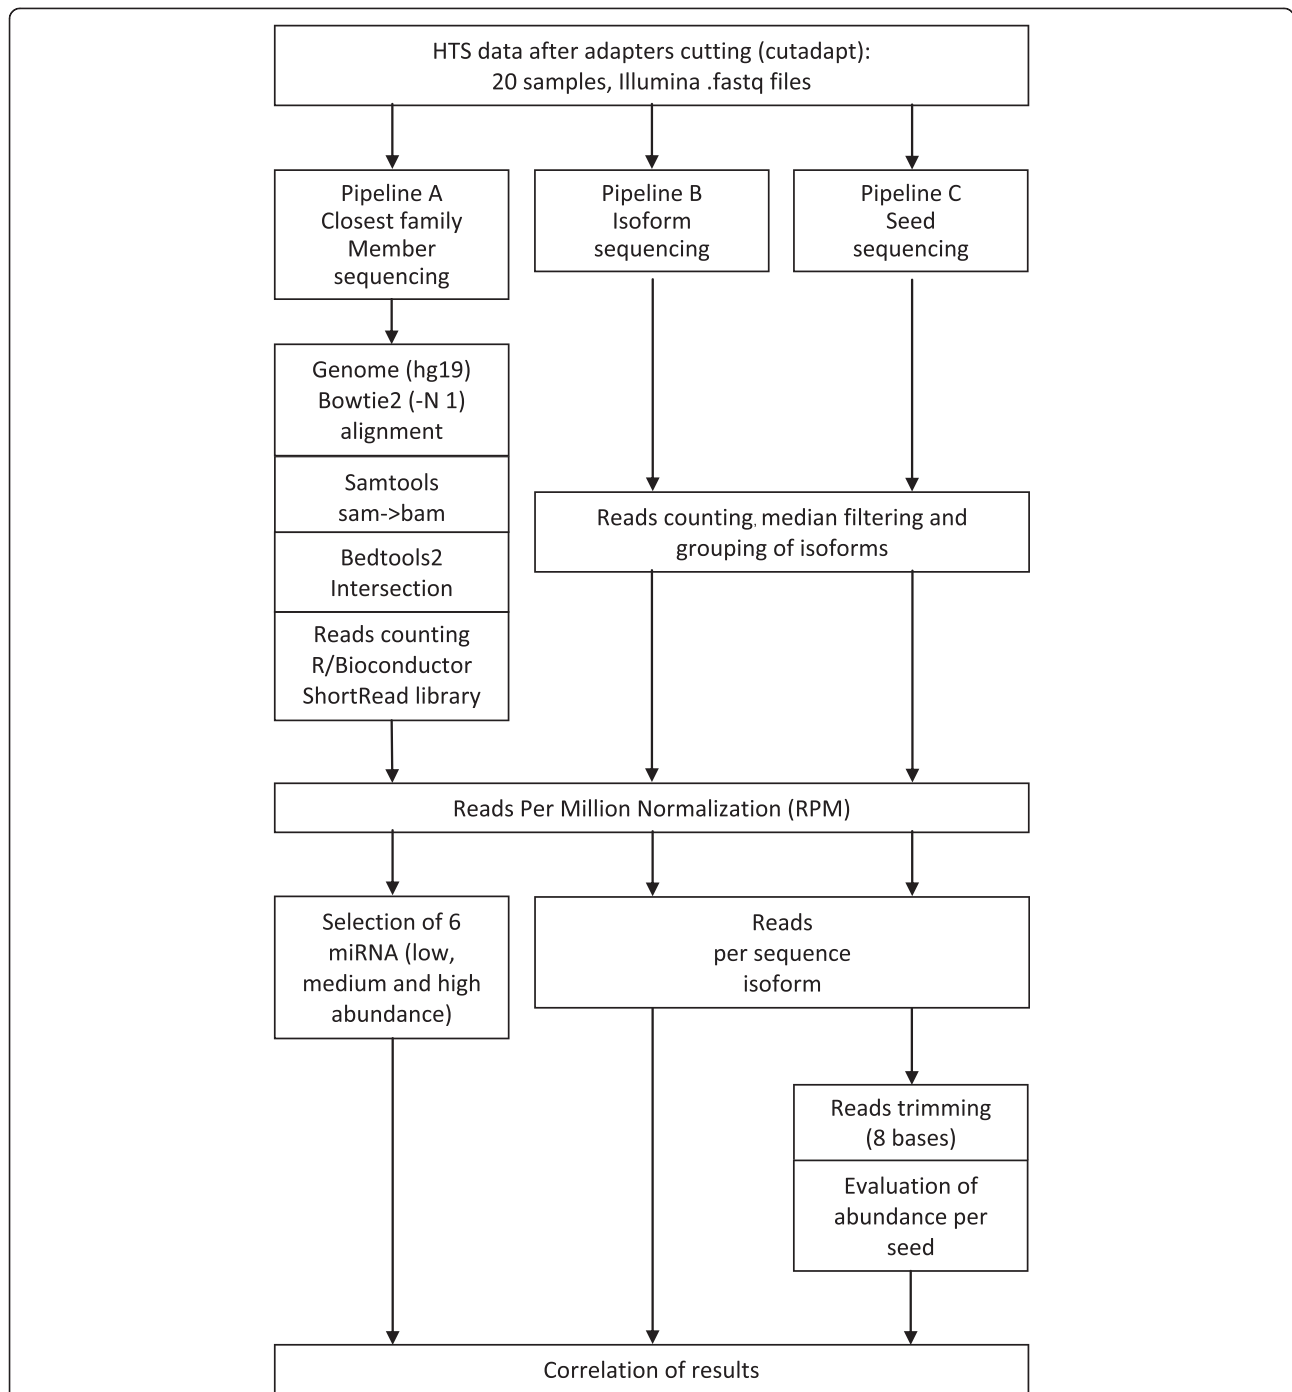 HTS data after adapters cutting (cutadapt):
20 samples, Illumina .fastq files
Pipeline A
Closest family
Member
sequencing
Pipeline B
Isoform
sequencing
Pipeline C
Seed
sequencing
Genome (hg19)
Bowtie2 (-N 1)
alignment
Samtools
sam->bam
Bedtools2
Intersection
Reads counting
R/Bioconductor
ShortRead library
Reads counting, median filtering and
grouping of isoforms
Reads Per Million Normalization (RPM)
Selection of 6
miRNA (low,
medium and high
abundance)
Reads
per sequence
isoform
Reads trimming
(8 bases)
Evaluation of
abundance per
seed
Correlation of results